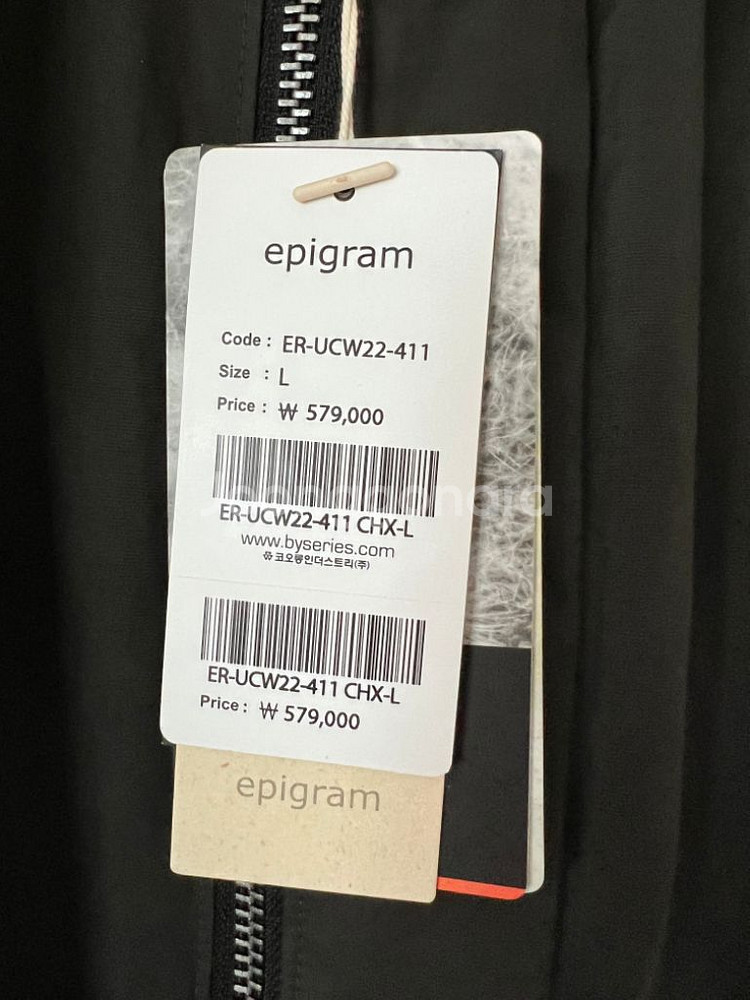 epigram
Code : ER-UCW22-411
Size : L
Price : ₩ 579,000
joonggonara
ER-UCW22-411 CHX-L
www.byseries.com
코오롱인더스트리(주)
ER-UCW22-411 CHX-L
Price : ₩ 579,000
epigram